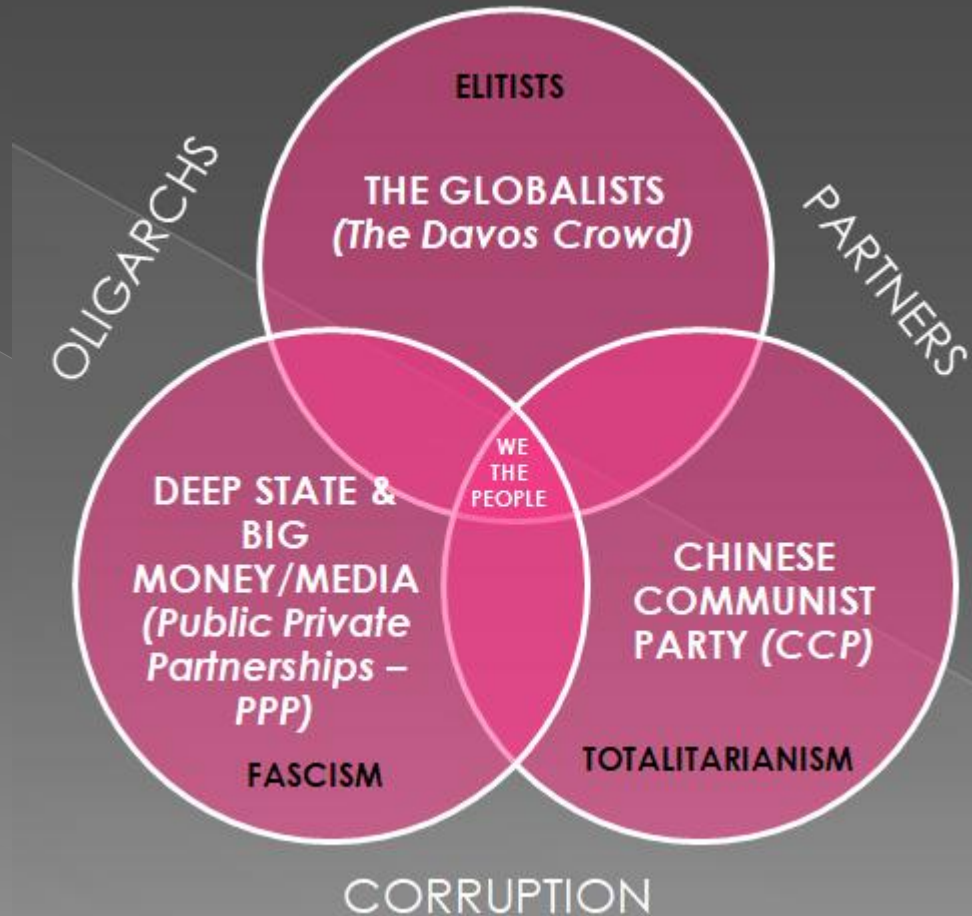 ELITISTS
THE GLOBALISTS
(The Davos Crowd)
OLIGARCHS
PARTNERS
WE
THE
PEOPLE
DEEP STATE &
BIG
MONEY/MEDIA
(Public Private
Partnerships –
PPP)
FASCISM
CHINESE
COMMUNIST
PARTY (CCP)
TOTALITARIANISM
CORRUPTION